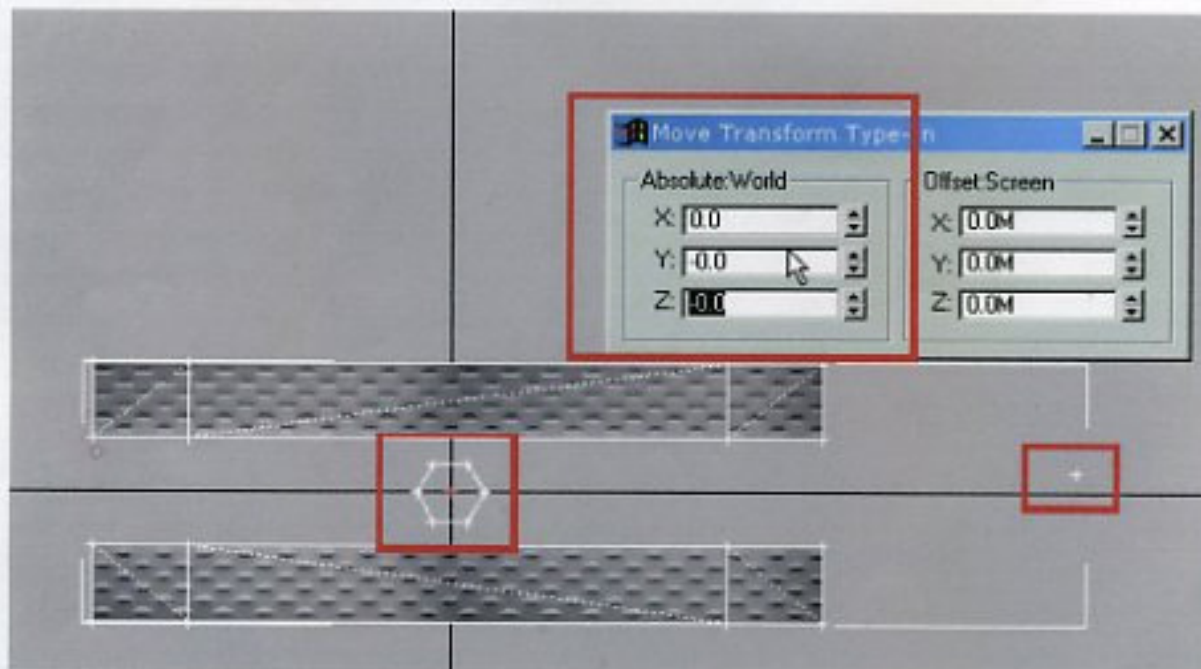 Move Transform Type-In
Absolute:World
X: 0.0
Y: -0.0
Z: -0.0
Offset:Screen
X: 0.0M
Y: 0.0M
Z: 0.0M